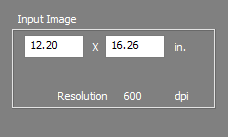 Input Image
12.20 X 16.26 in.
Resolution 600 dpi